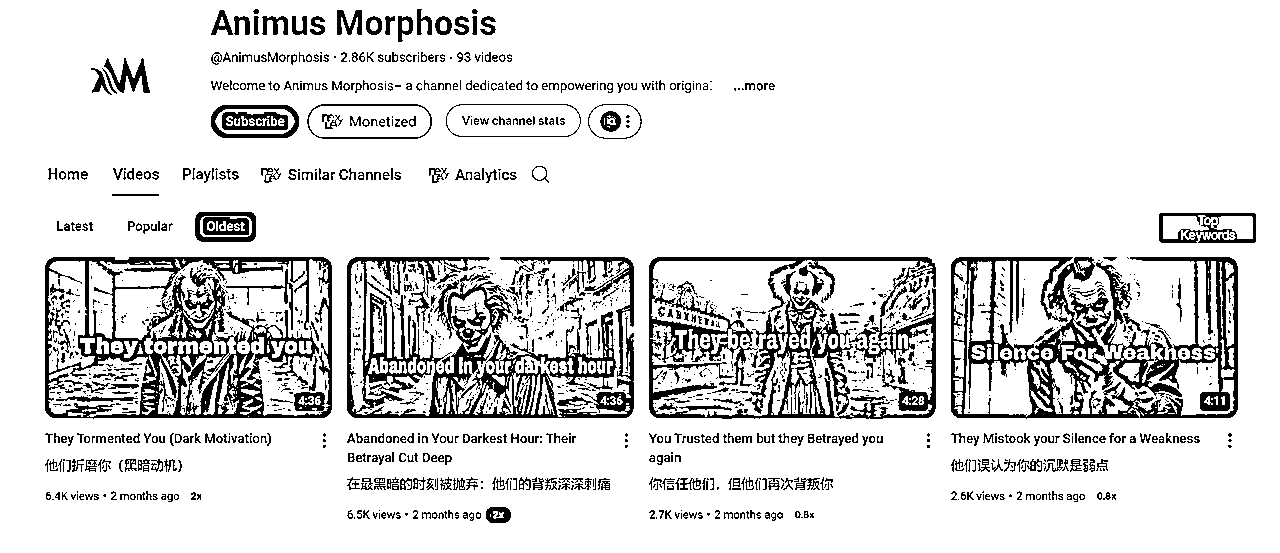 Animus Morphosis
@AnimusMorphosis · 2.86K subscribers · 93 videos
Welcome to Animus Morphosis– a channel dedicated to empowering you with original ...more
Subscribe
Monetized
View channel stats
Home Videos Playlists Similar Channels Analytics
Latest Popular Oldest
Top
Keywords
They tormented you
4:36
Abandoned in your darkest hour
4:36
CABRNERA
They betrayed you again
4:28
Silence For Weakness
4:11
They Tormented You (Dark Motivation)
他们折磨你（黑暗动机）
6.4K views • 2 months ago 2x
Abandoned in Your Darkest Hour: Their
Betrayal Cut Deep
在最黑暗的时刻被抛弃：他们的背叛深深刺痛
6.5K views • 2 months ago 2x
You Trusted them but they Betrayed you
again
你信任他们，但他们再次背叛你
2.7K views • 2 months ago 0.8x
They Mistook your Silence for a Weakness
他们误认为你的沉默是弱点
2.6K views • 2 months ago 0.8x